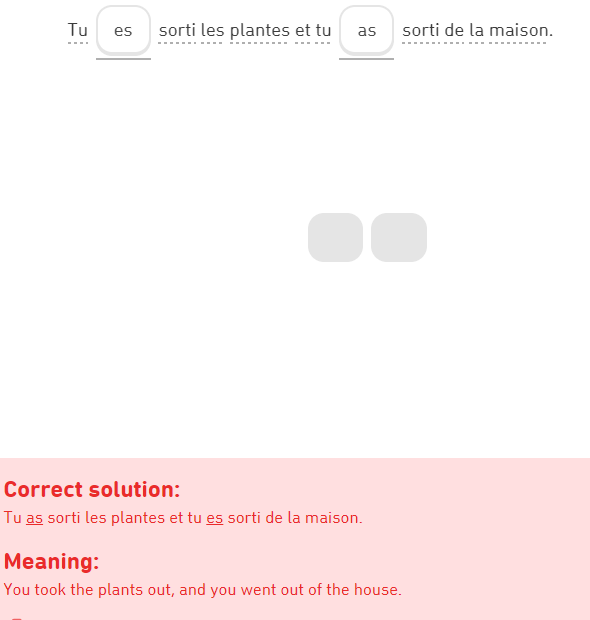 Tu es sorti les plantes et tu as sorti de la maison.
Correct solution:
Tu as sorti les plantes et tu es sorti de la maison.
Meaning:
You took the plants out, and you went out of the house.